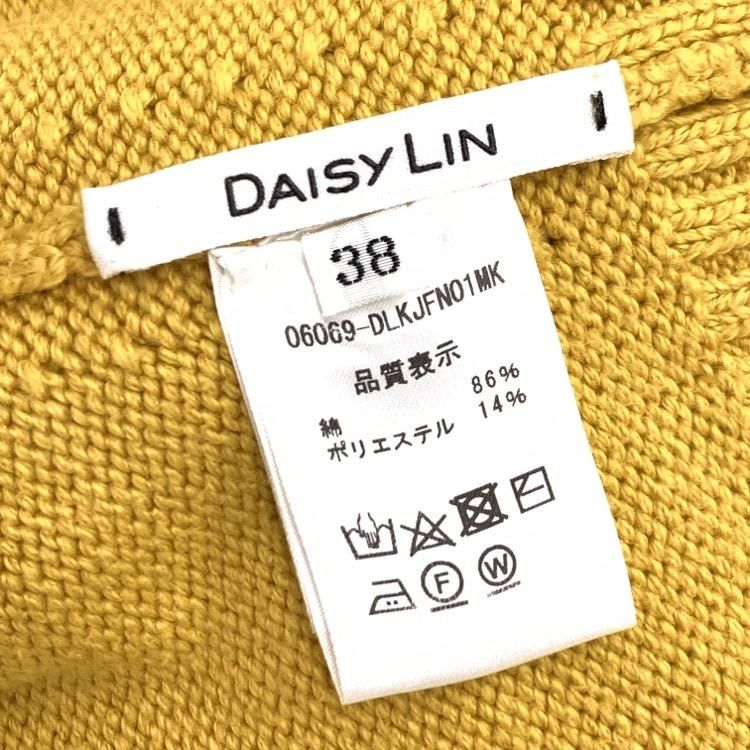 DAISY LIN
38
06069-DLKJFN01MK
品質表示
綿 86%
ポリエステル 14%
F W